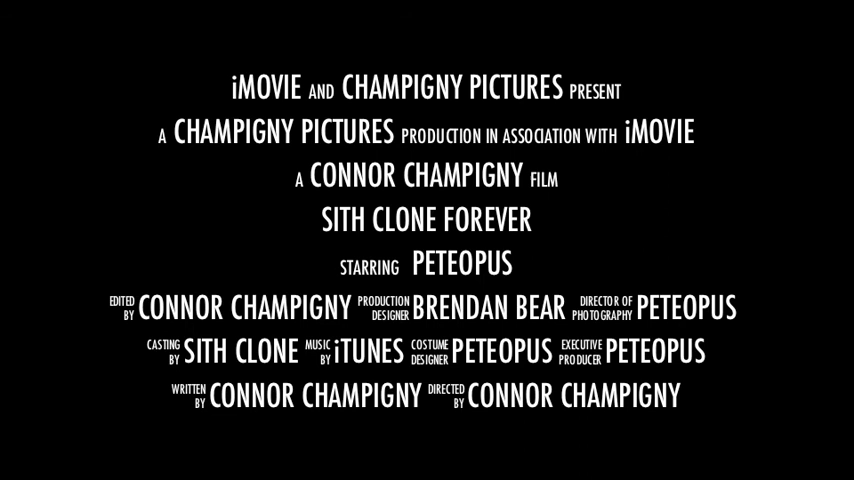 iMOVIE AND CHAMPIGNY PICTURES PRESENT
A CHAMPIGNY PICTURES PRODUCTION IN ASSOCIATION WITH iMOVIE
A CONNOR CHAMPIGNY FILM
SITH CLONE FOREVER
STARRING PETEOPUS
EDITED BY CONNOR CHAMPIGNY PRODUCTION DESIGNER BRENDAN BEAR DIRECTOR OF PHOTOGRAPHY PETEOPUS
CASTING BY SITH CLONE MUSIC BY iTUNES COSTUME DESIGNER PETEOPUS EXECUTIVE PRODUCER PETEOPUS
WRITTEN BY CONNOR CHAMPIGNY DIRECTED BY CONNOR CHAMPIGNY